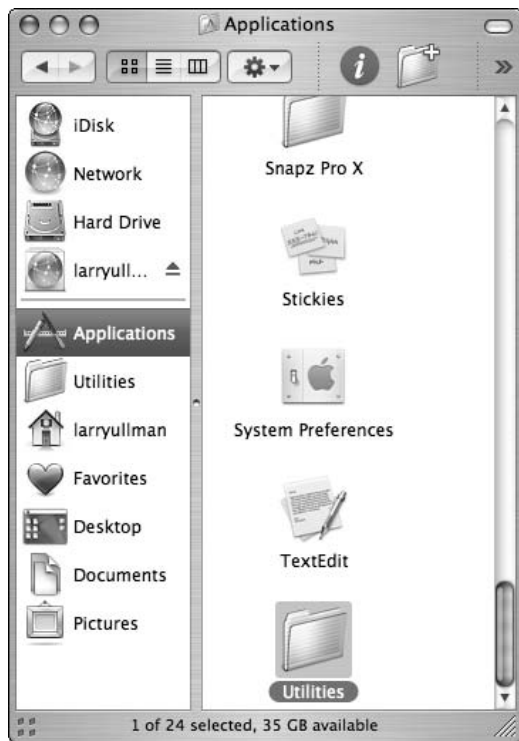 Applications
iDisk
Network
Hard Drive
larryull...
Applications
Utilities
larryullman
Favorites
Desktop
Documents
Pictures
Snapz Pro X
Stickies
System Preferences
TextEdit
Utilities
1 of 24 selected, 35 GB available